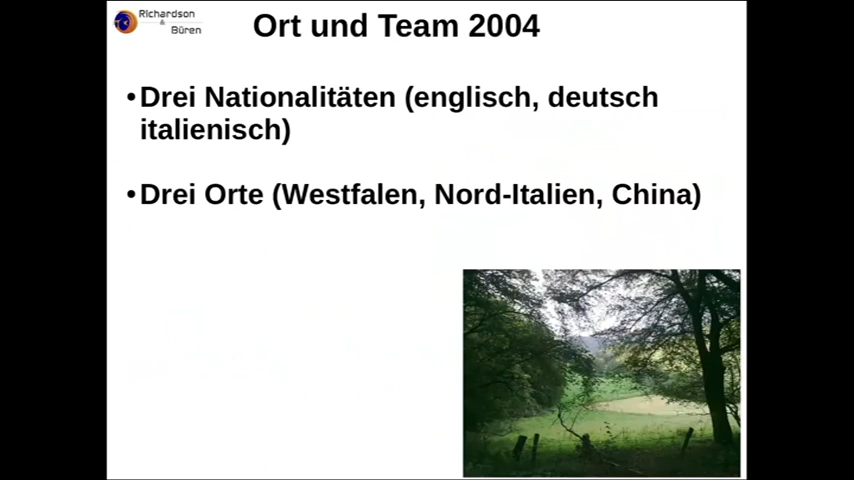 Richardson
&
Büren
Ort und Team 2004
•Drei Nationalitäten (englisch, deutsch
italienisch)
•Drei Orte (Westfalen, Nord-Italien, China)